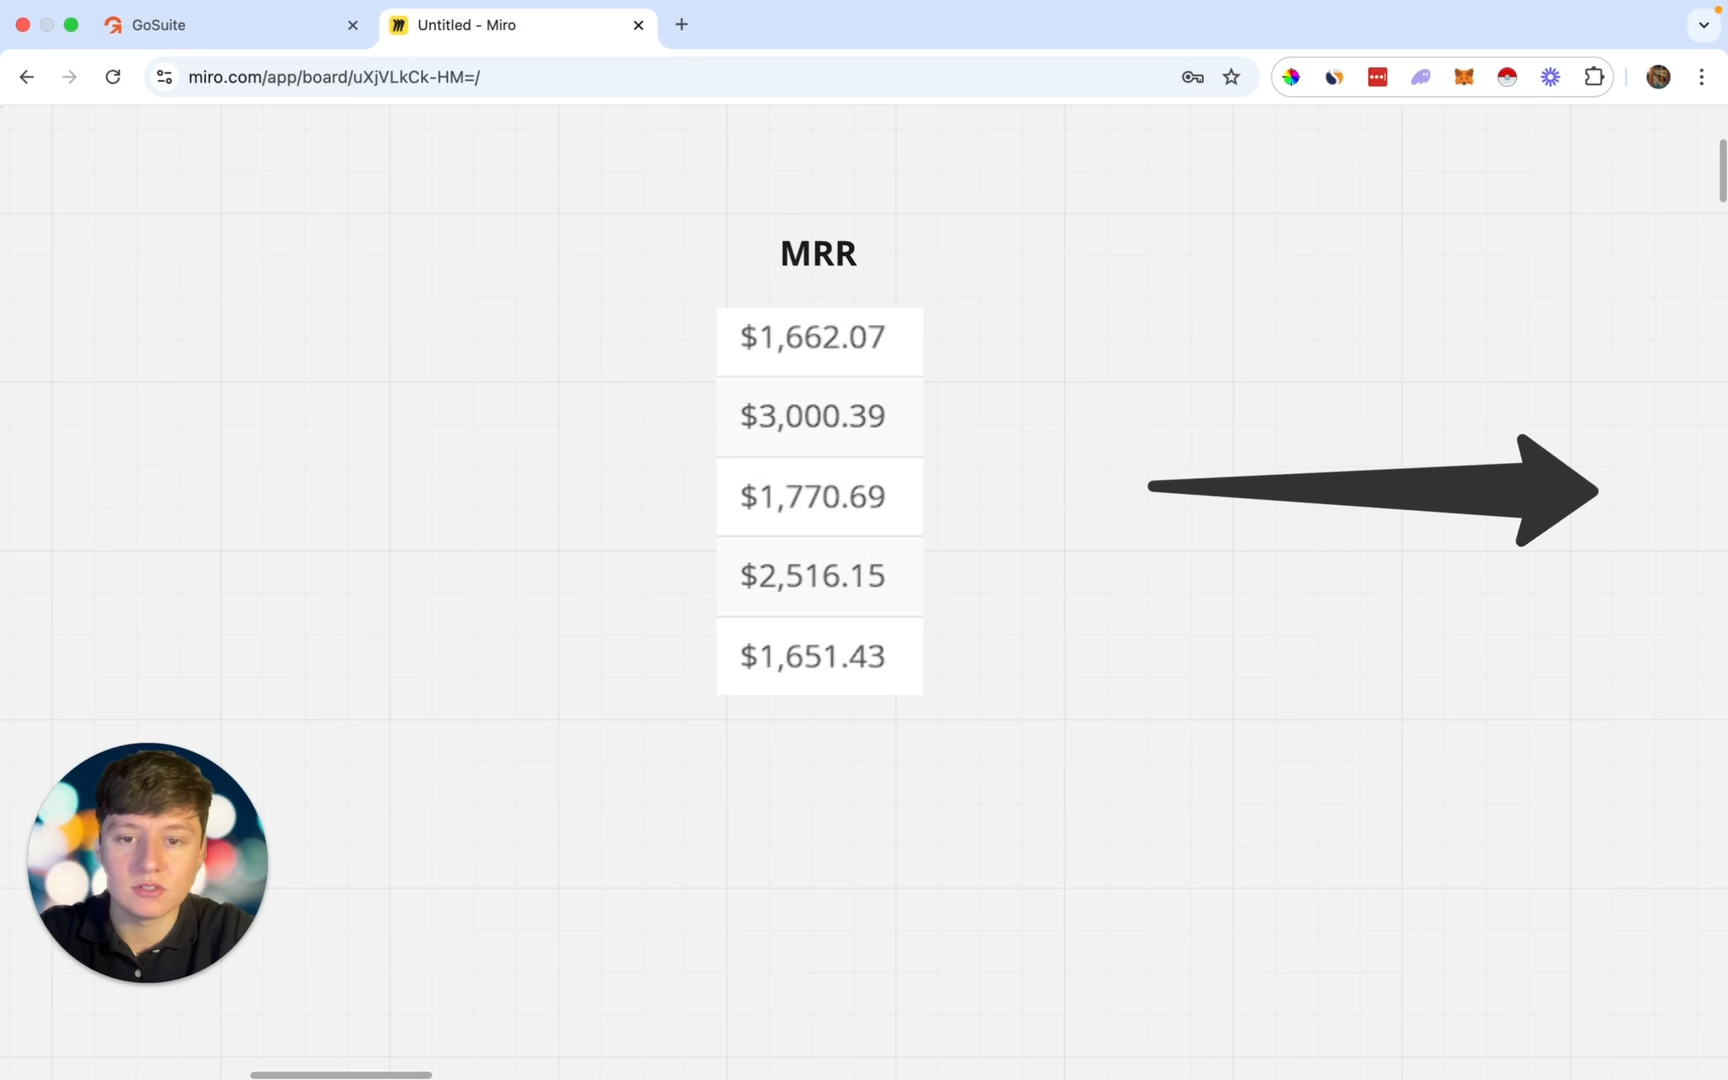 GoSuite
Untitled - Miro
miro.com/app/board/uXjVLkCk-HM=/
MRR
$1,662.07
$3,000.39
$1,770.69
$2,516.15
$1,651.43